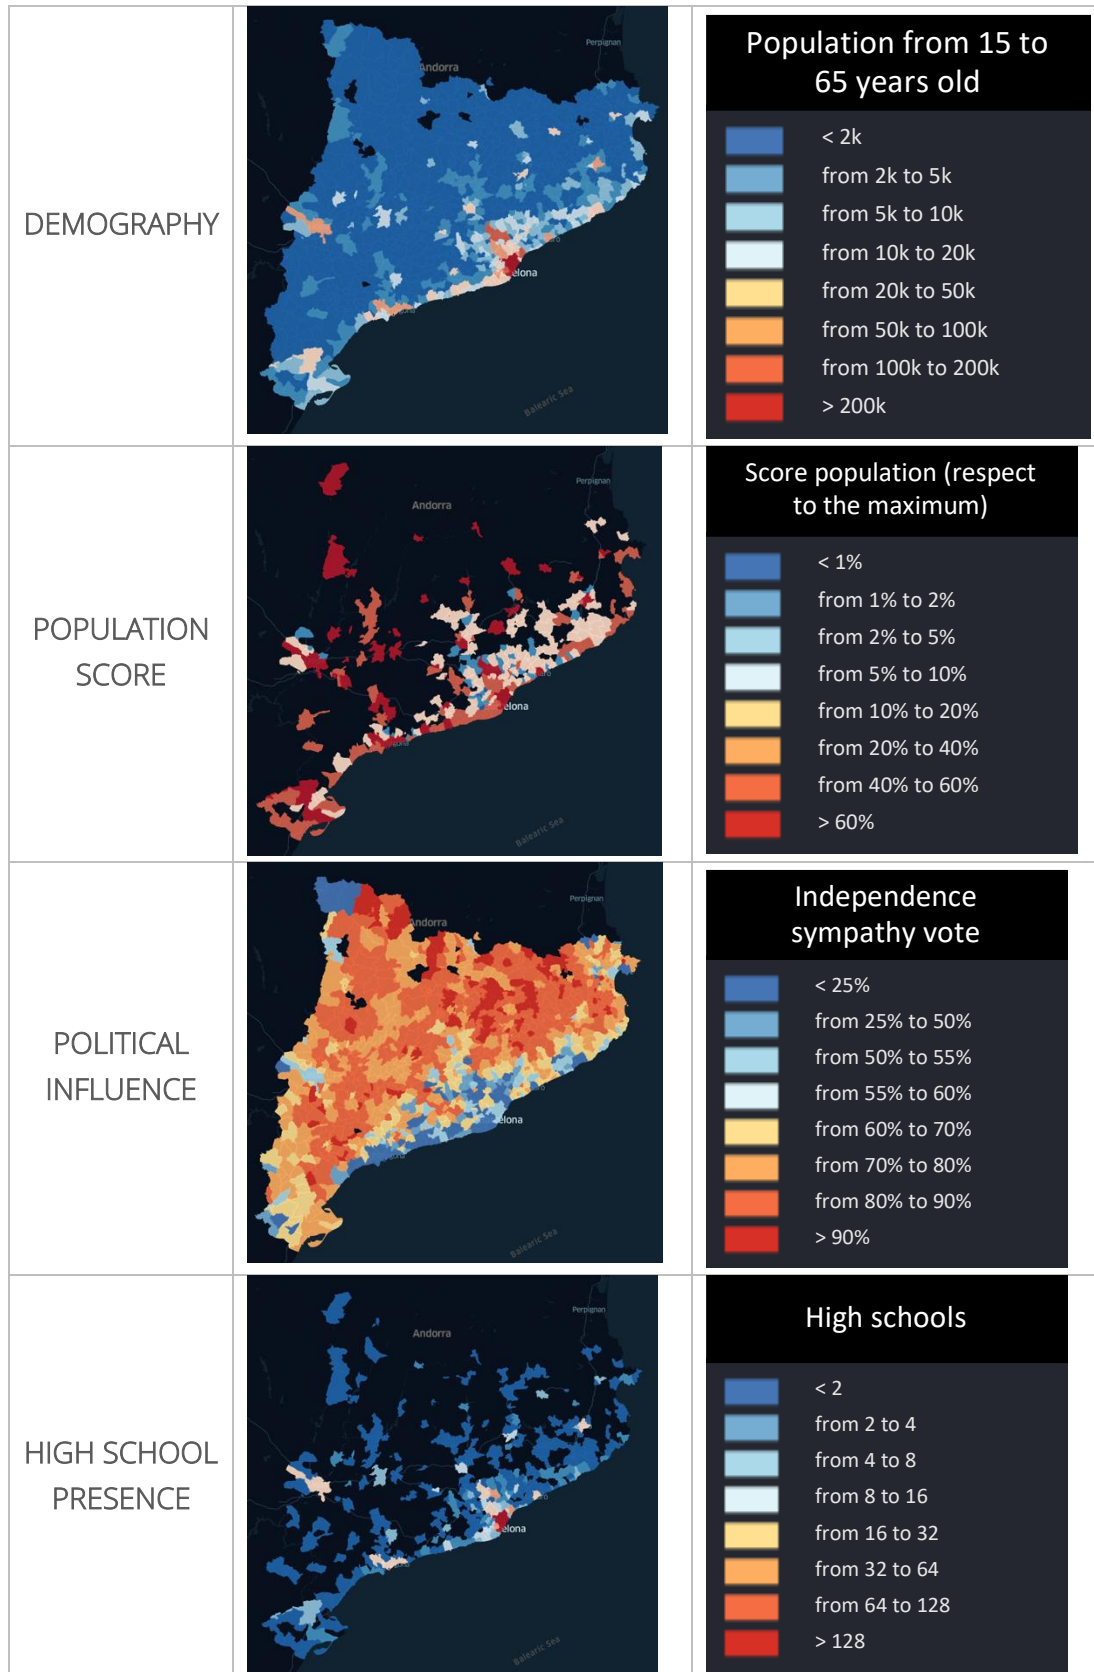 DEMOGRAPHY
Perpignan
Andorra
elona
Balearic Sea
Population from 15 to
65 years old
< 2k
from 2k to 5k
from 5k to 10k
from 10k to 20k
from 20k to 50k
from 50k to 100k
from 100k to 200k
> 200k
POPULATION
SCORE
Perpignan
Andorra
elona
Balearic Sea
Score population (respect
to the maximum)
< 1%
from 1% to 2%
from 2% to 5%
from 5% to 10%
from 10% to 20%
from 20% to 40%
from 40% to 60%
> 60%
POLITICAL
INFLUENCE
Perpignan
Andorra
elona
Balearic Sea
Independence
sympathy vote
< 25%
from 25% to 50%
from 50% to 55%
from 55% to 60%
from 60% to 70%
from 70% to 80%
from 80% to 90%
> 90%
HIGH SCHOOL
PRESENCE
Perpignan
Andorra
elona
Balearic Sea
High schools
< 2
from 2 to 4
from 4 to 8
from 8 to 16
from 16 to 32
from 32 to 64
from 64 to 128
> 128